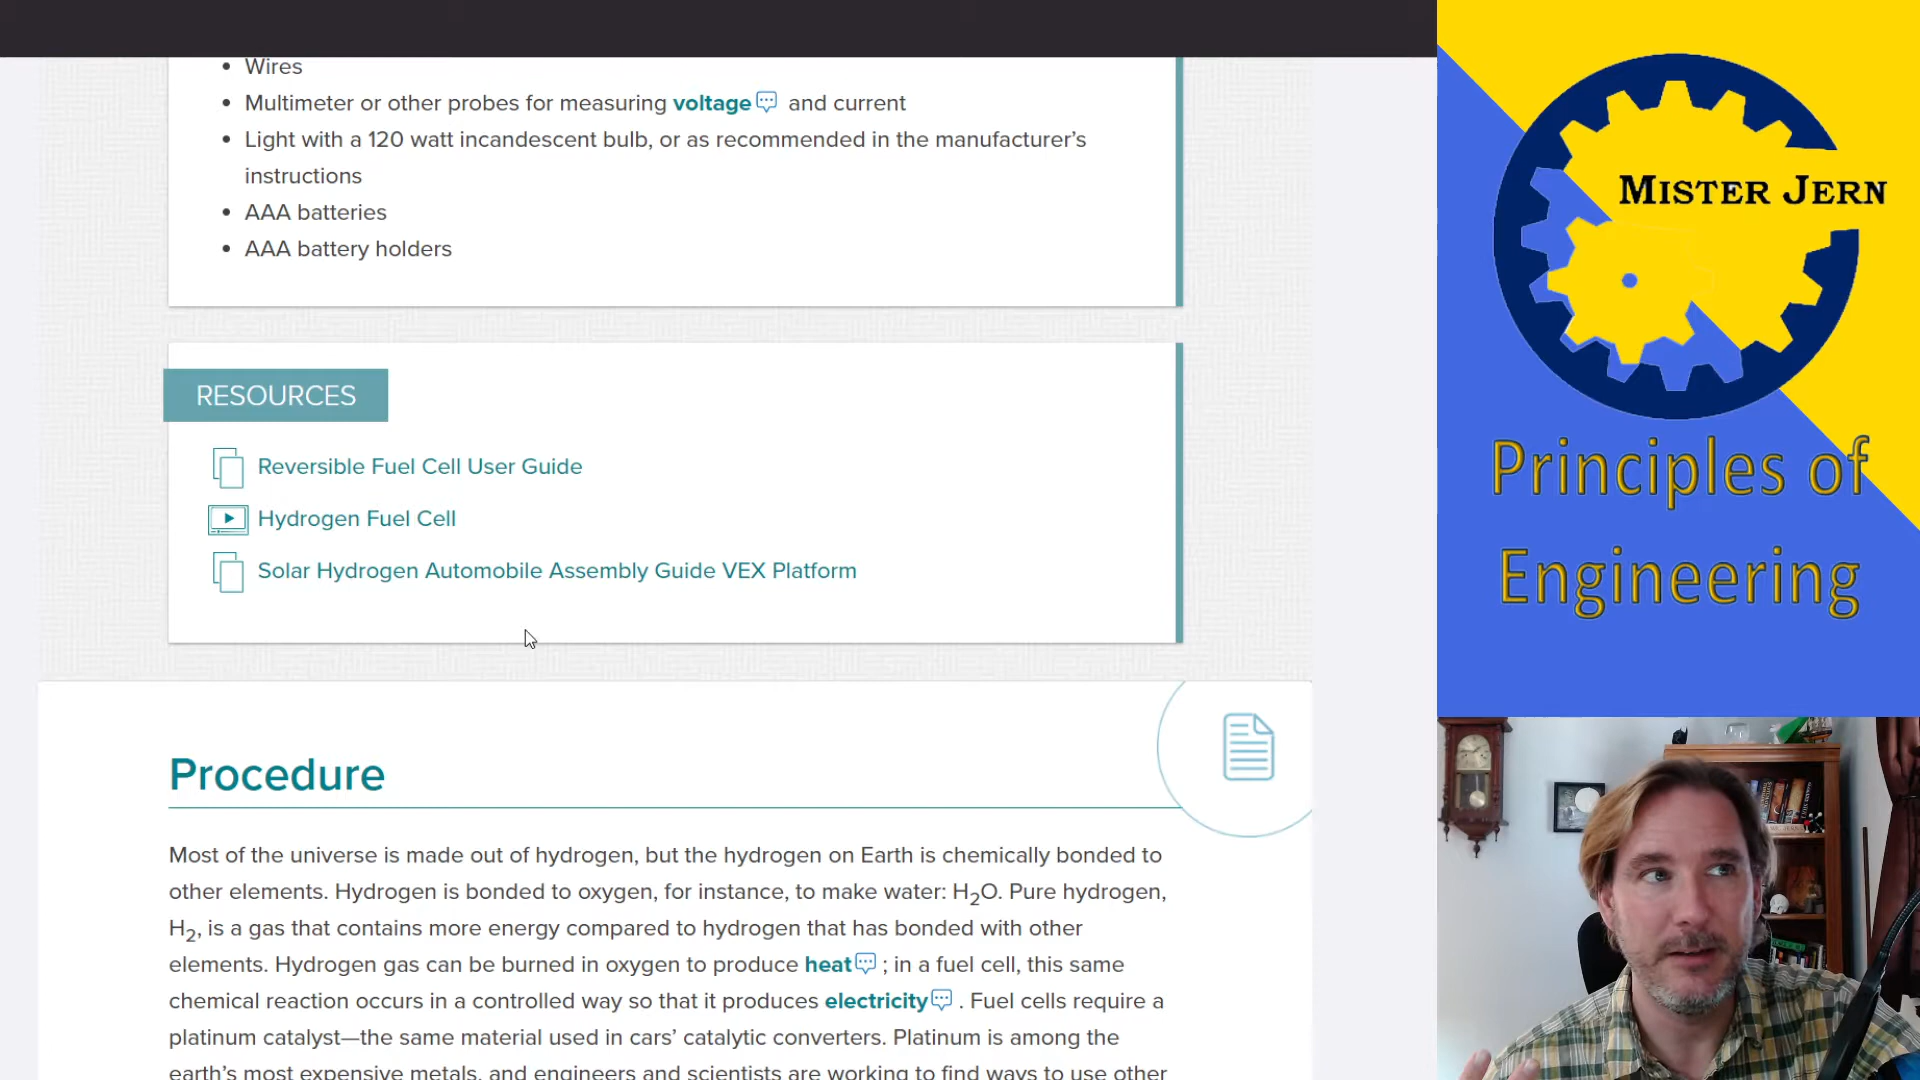 Wires
Multimeter or other probes for measuring voltage and current
Light with a 120 watt incandescent bulb, or as recommended in the manufacturer's
instructions
AAA batteries
AAA battery holders
RESOURCES
Reversible Fuel Cell User Guide
Hydrogen Fuel Cell
Solar Hydrogen Automobile Assembly Guide VEX Platform
Procedure
Most of the universe is made out of hydrogen, but the hydrogen on Earth is chemically bonded to
other elements. Hydrogen is bonded to oxygen, for instance, to make water: H2O. Pure hydrogen,
H2, is a gas that contains more energy compared to hydrogen that has bonded with other
elements. Hydrogen gas can be burned in oxygen to produce heat ; in a fuel cell, this same
chemical reaction occurs in a controlled way so that it produces electricity . Fuel cells require a
platinum catalyst—the same material used in cars' catalytic converters. Platinum is among the
earth's most expensive metals, and engineers and scientists are working to find ways to use other
MISTER JERN
Principles of
Engineering